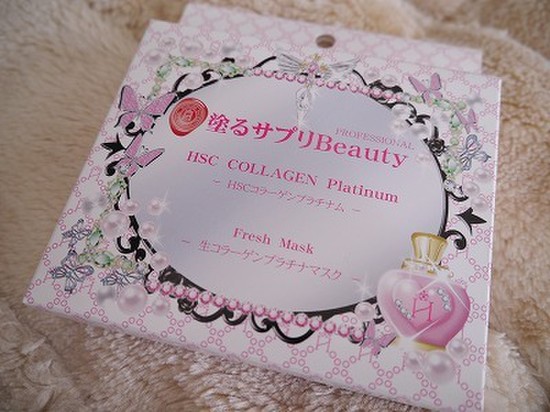 PROFESSIONAL
塗るサプリBeauty
HSC COLLAGEN Platinum
－ HSCコラーゲンプラチナム －
Fresh Mask
－ 生コラーゲンプラチナマスク －
H